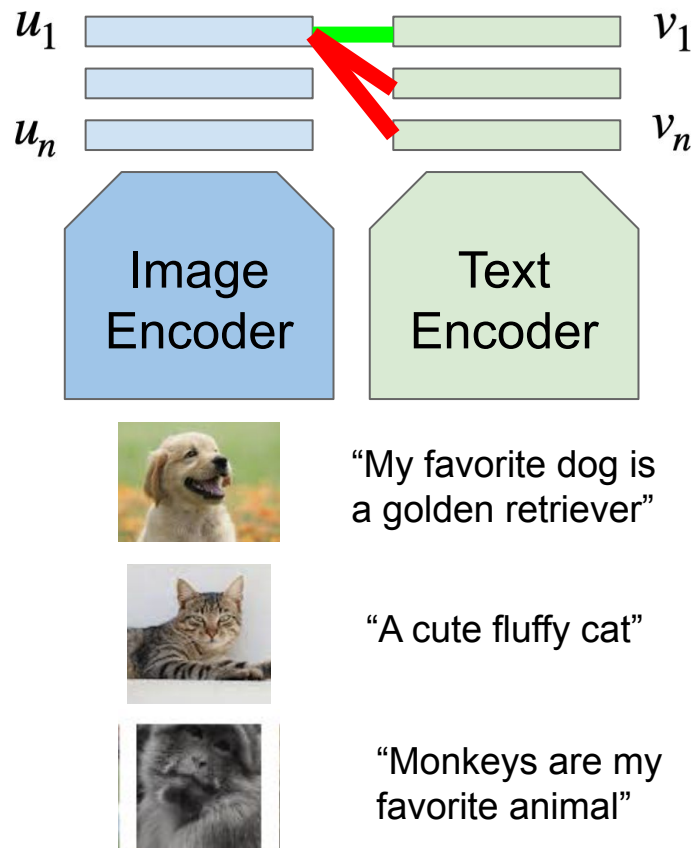 u₁ v₁
uₙ vₙ
Image
Encoder
Text
Encoder
“My favorite dog is
a golden retriever”
“A cute fluffy cat”
“Monkeys are my
favorite animal”